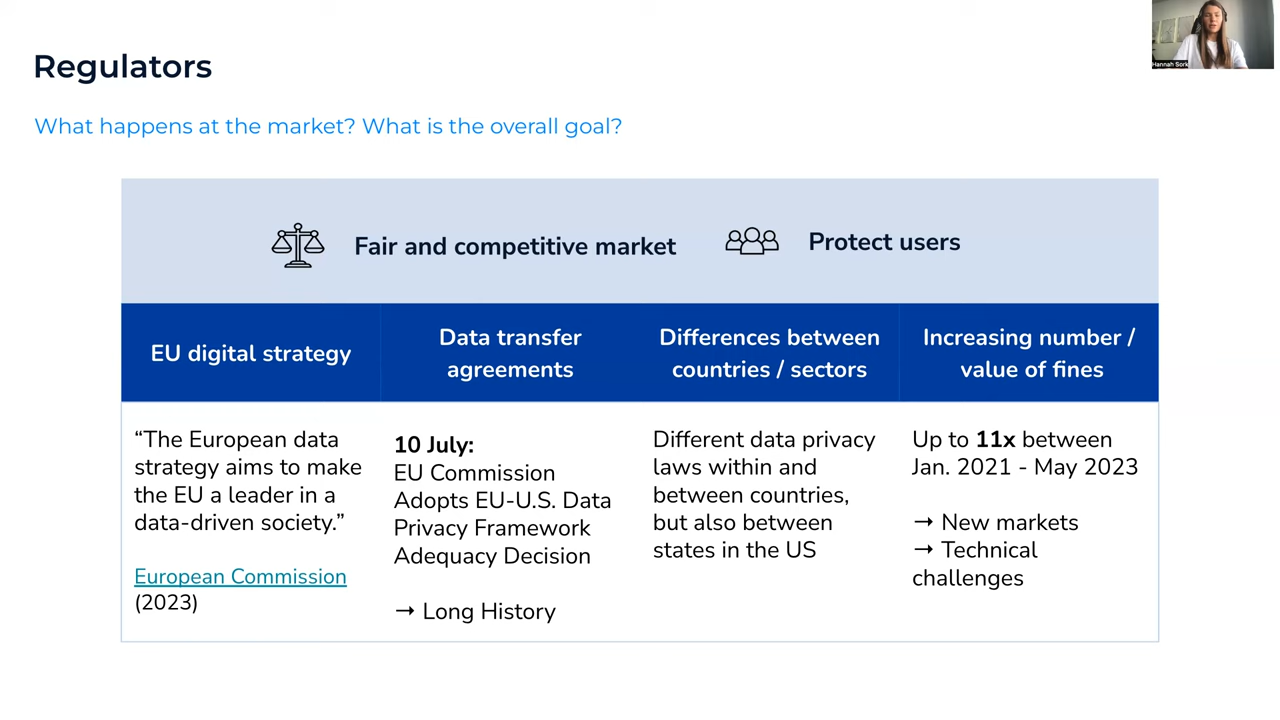 Regulators
What happens at the market? What is the overall goal?
Hannah Sork
Fair and competitive market
Protect users
EU digital strategy
Data transfer
agreements
Differences between
countries / sectors
Increasing number /
value of fines
“The European data
strategy aims to make
the EU a leader in a
data-driven society.”
European Commission
(2023)
10 July:
EU Commission
Adopts EU-U.S. Data
Privacy Framework
Adequacy Decision
→ Long History
Different data privacy
laws within and
between countries,
but also between
states in the US
Up to 11x between
Jan. 2021 - May 2023
→ New markets
→ Technical
challenges